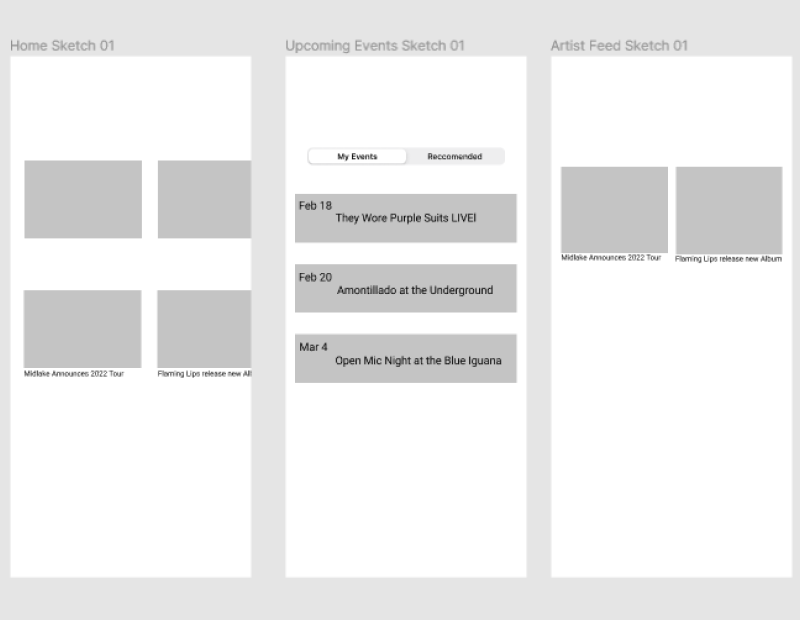 Home Sketch 01
Upcoming Events Sketch 01
Artist Feed Sketch 01
My Events
Reccomended
Feb 18
They Wore Purple Suits LIVE!
Feb 20
Amontillado at the Underground
Mar 4
Open Mic Night at the Blue Iguana
Midlake Announces 2022 Tour
Flaming Lips release new Alb
Midlake Announces 2022 Tour
Flaming Lips release new Album